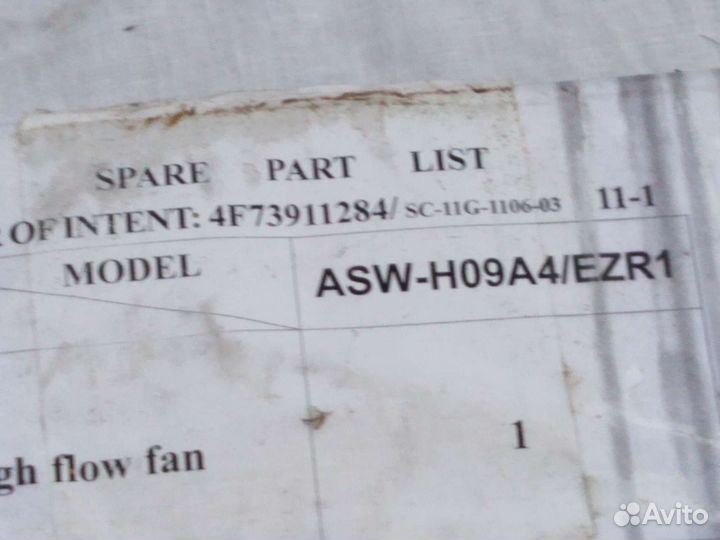 SPARE PART LIST
OF INTENT: 4F73911284/ SC-11G-1106-03 11-1
MODEL ASW-H09A4/EZR1
flow fan 1
Avito